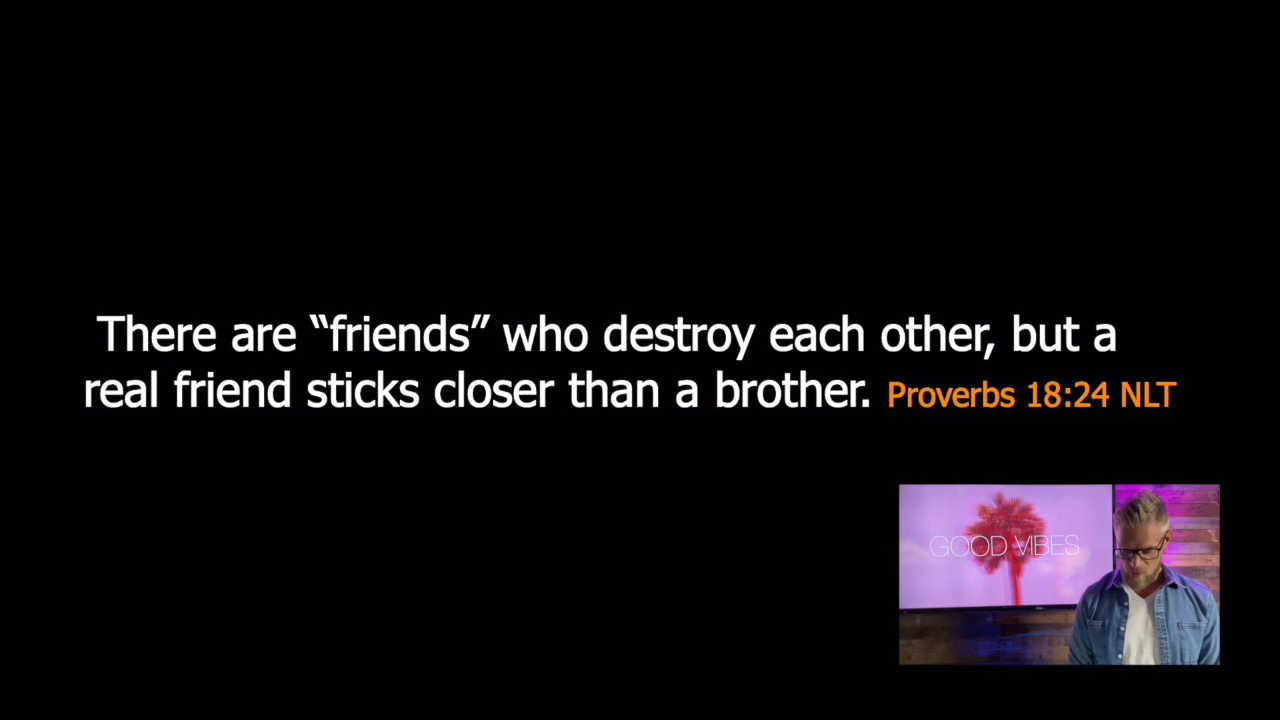 There are “friends” who destroy each other, but a
real friend sticks closer than a brother. Proverbs 18:24 NLT
GOOD VIBES